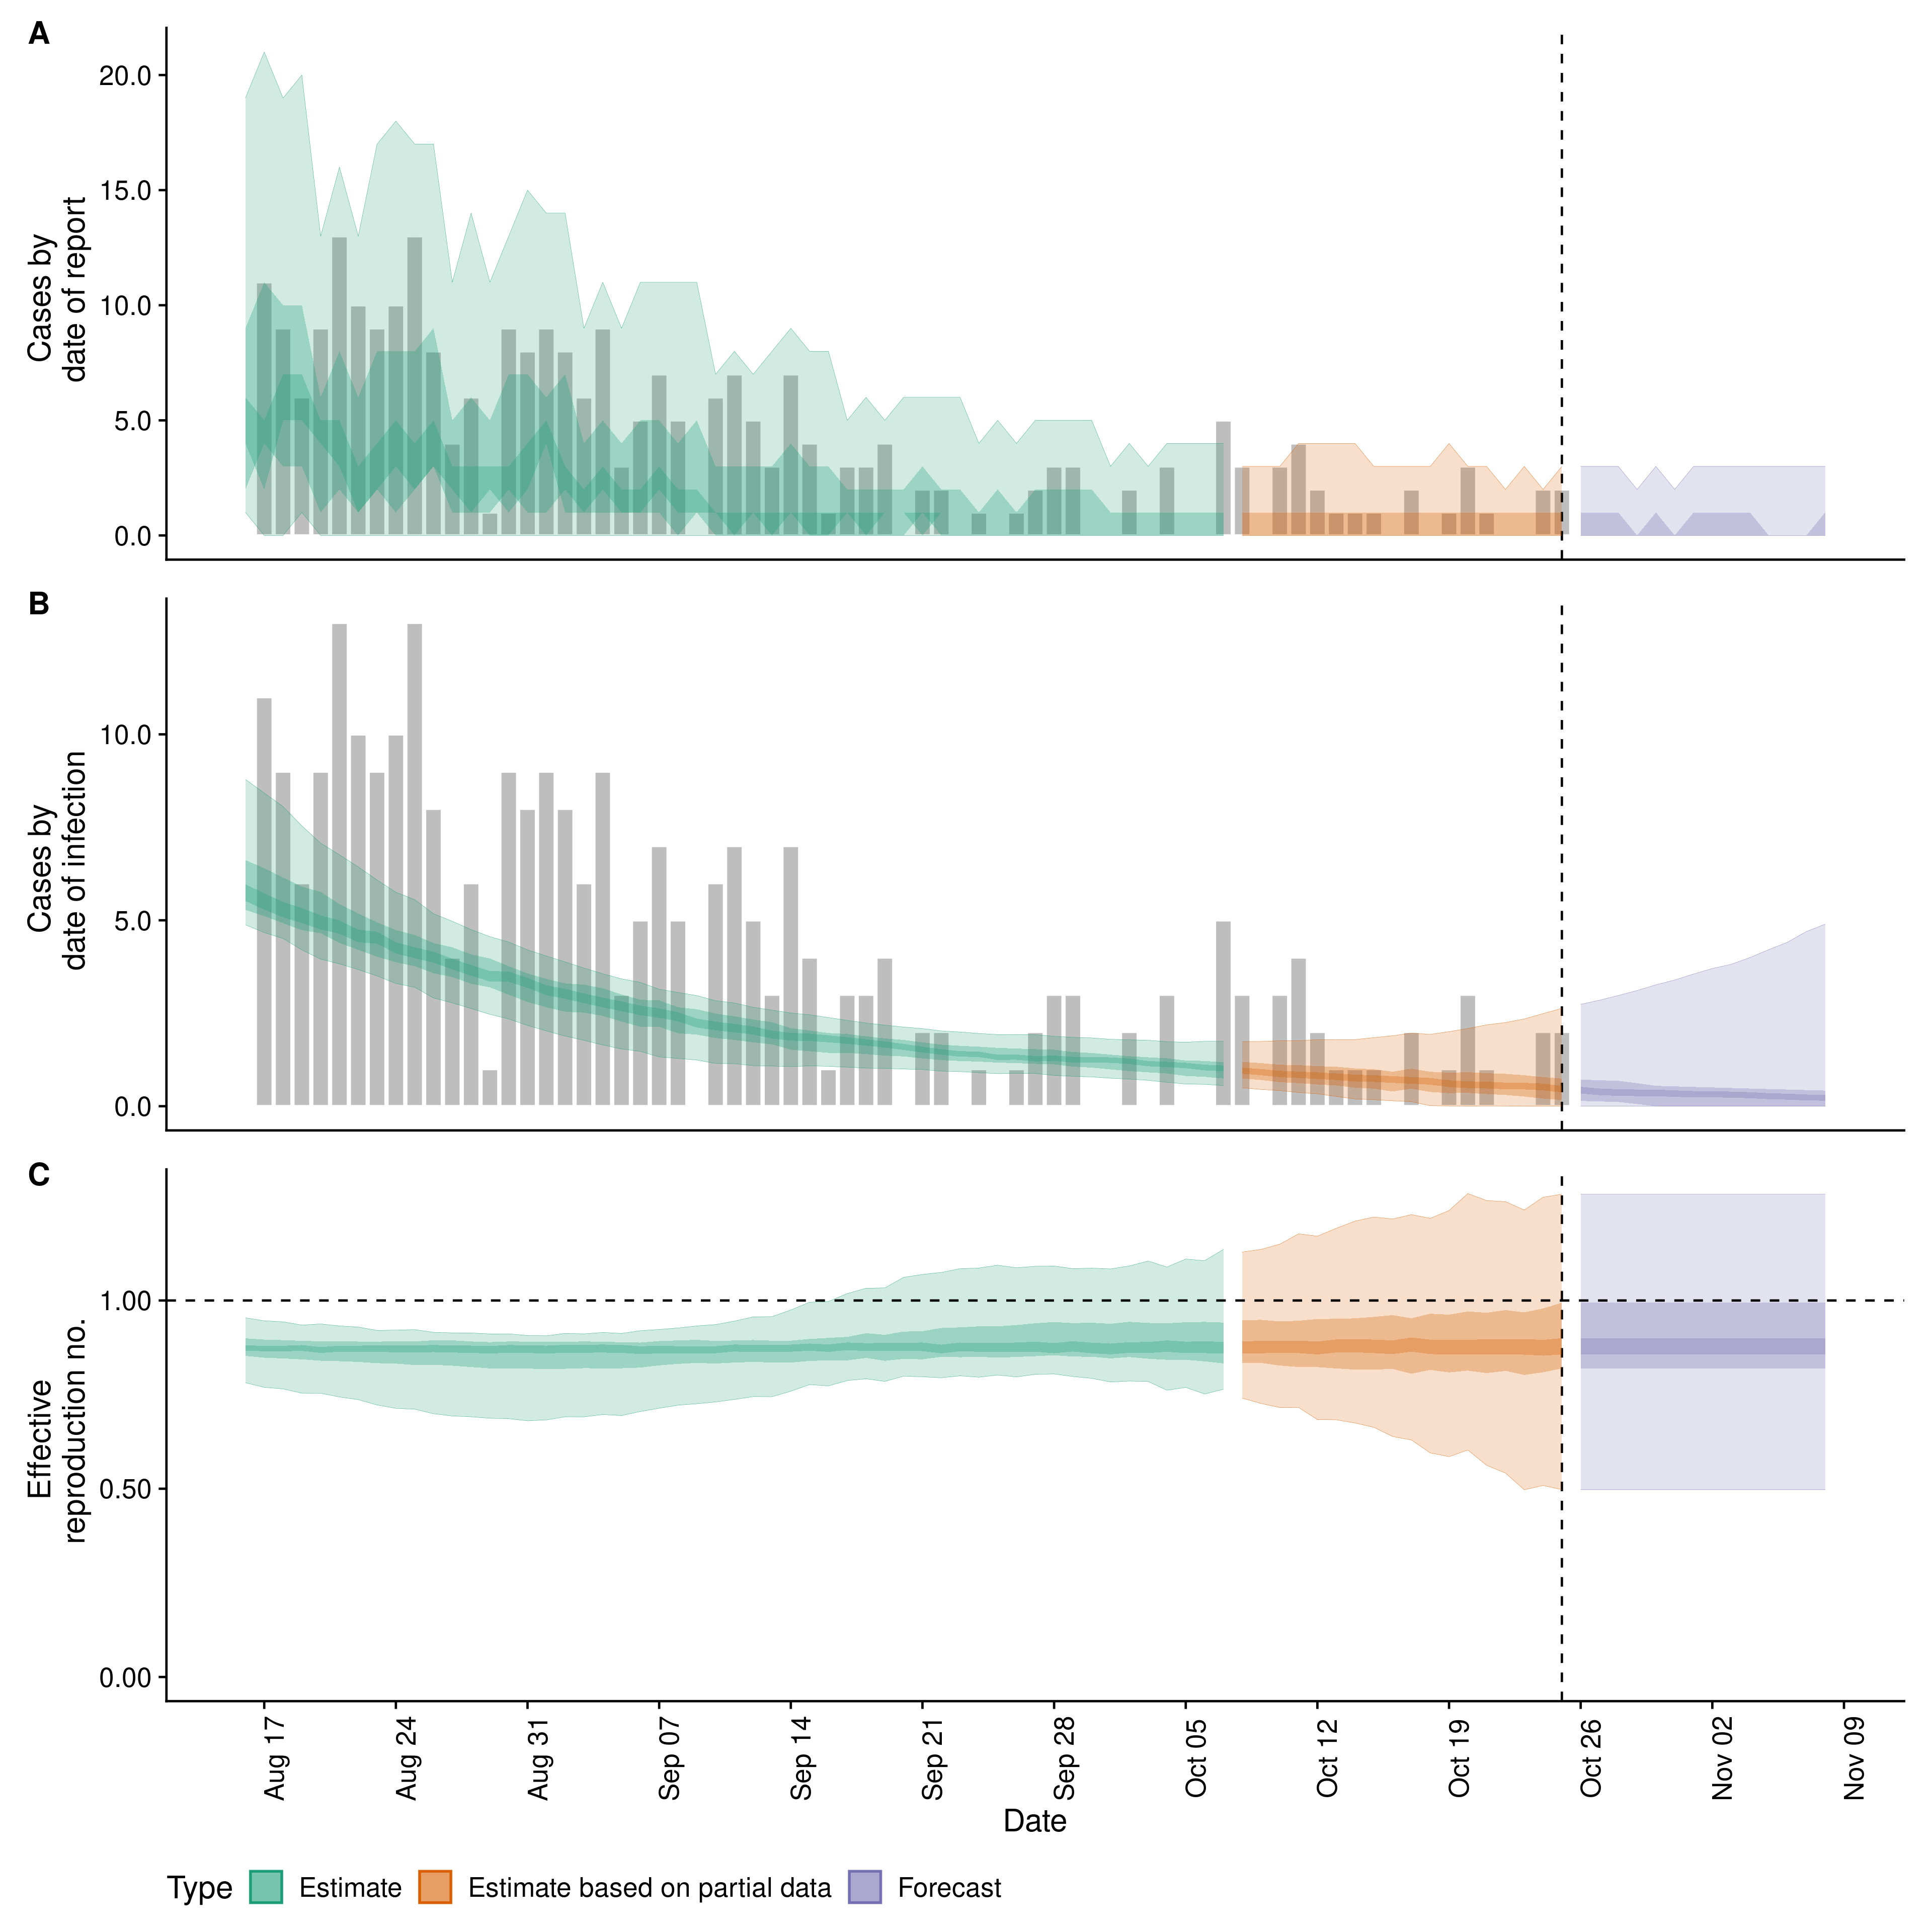 A
Cases by
date of report
20.0
15.0
10.0
5.0
0.0
B
Cases by
date of infection
10.0
5.0
0.0
C
Effective
reproduction no.
1.00
0.50
0.00
Aug 17
Aug 24
Aug 31
Sep 07
Sep 14
Sep 21
Sep 28
Oct 05
Oct 12
Oct 19
Oct 26
Nov 02
Nov 09
Date
Type
Estimate
Estimate based on partial data
Forecast